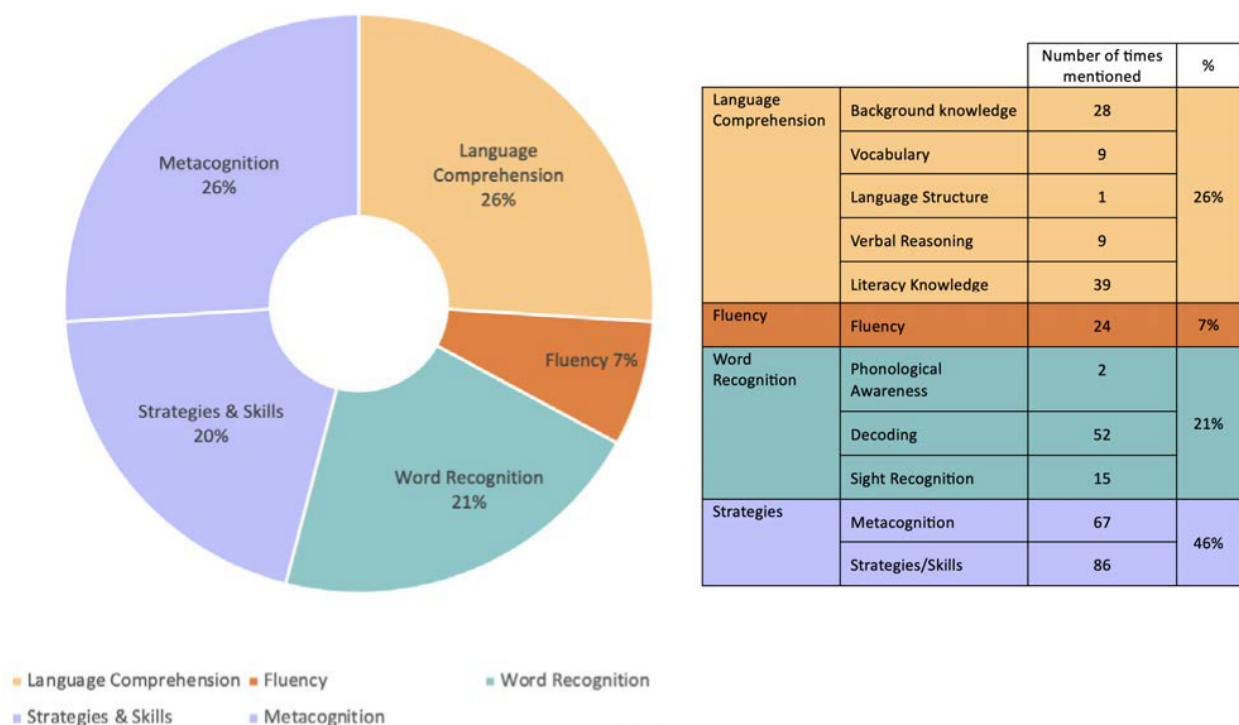 Metacognition
26%
Language
Comprehension
26%
Fluency 7%
Strategies & Skills
20%
Word Recognition
21%
Language Comprehension
Fluency
Word Recognition
Strategies & Skills
Metacognition
Number of times
mentioned
%
Language
Comprehension
Background knowledge
28
Vocabulary
9
Language Structure
1
26%
Verbal Reasoning
9
Literacy Knowledge
39
Fluency
Fluency
24
7%
Word
Recognition
Phonological
Awareness
2
Decoding
52
21%
Sight Recognition
15
Strategies
Metacognition
67
46%
Strategies/Skills
86